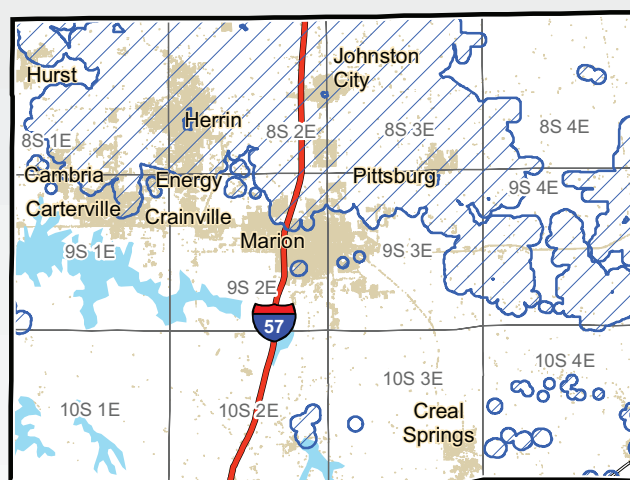 Johnston
City
Hurst
Herrin
8S 1E
8S 2E
8S 3E
8S 4E
Cambria
Energy
Pittsburg
9S 4E
Carterville
Crainville
Marion
9S 1E
9S 3E
9S 2E
57
10S 4E
10S 3E
10S 1E
10S 2E
Creal
Springs